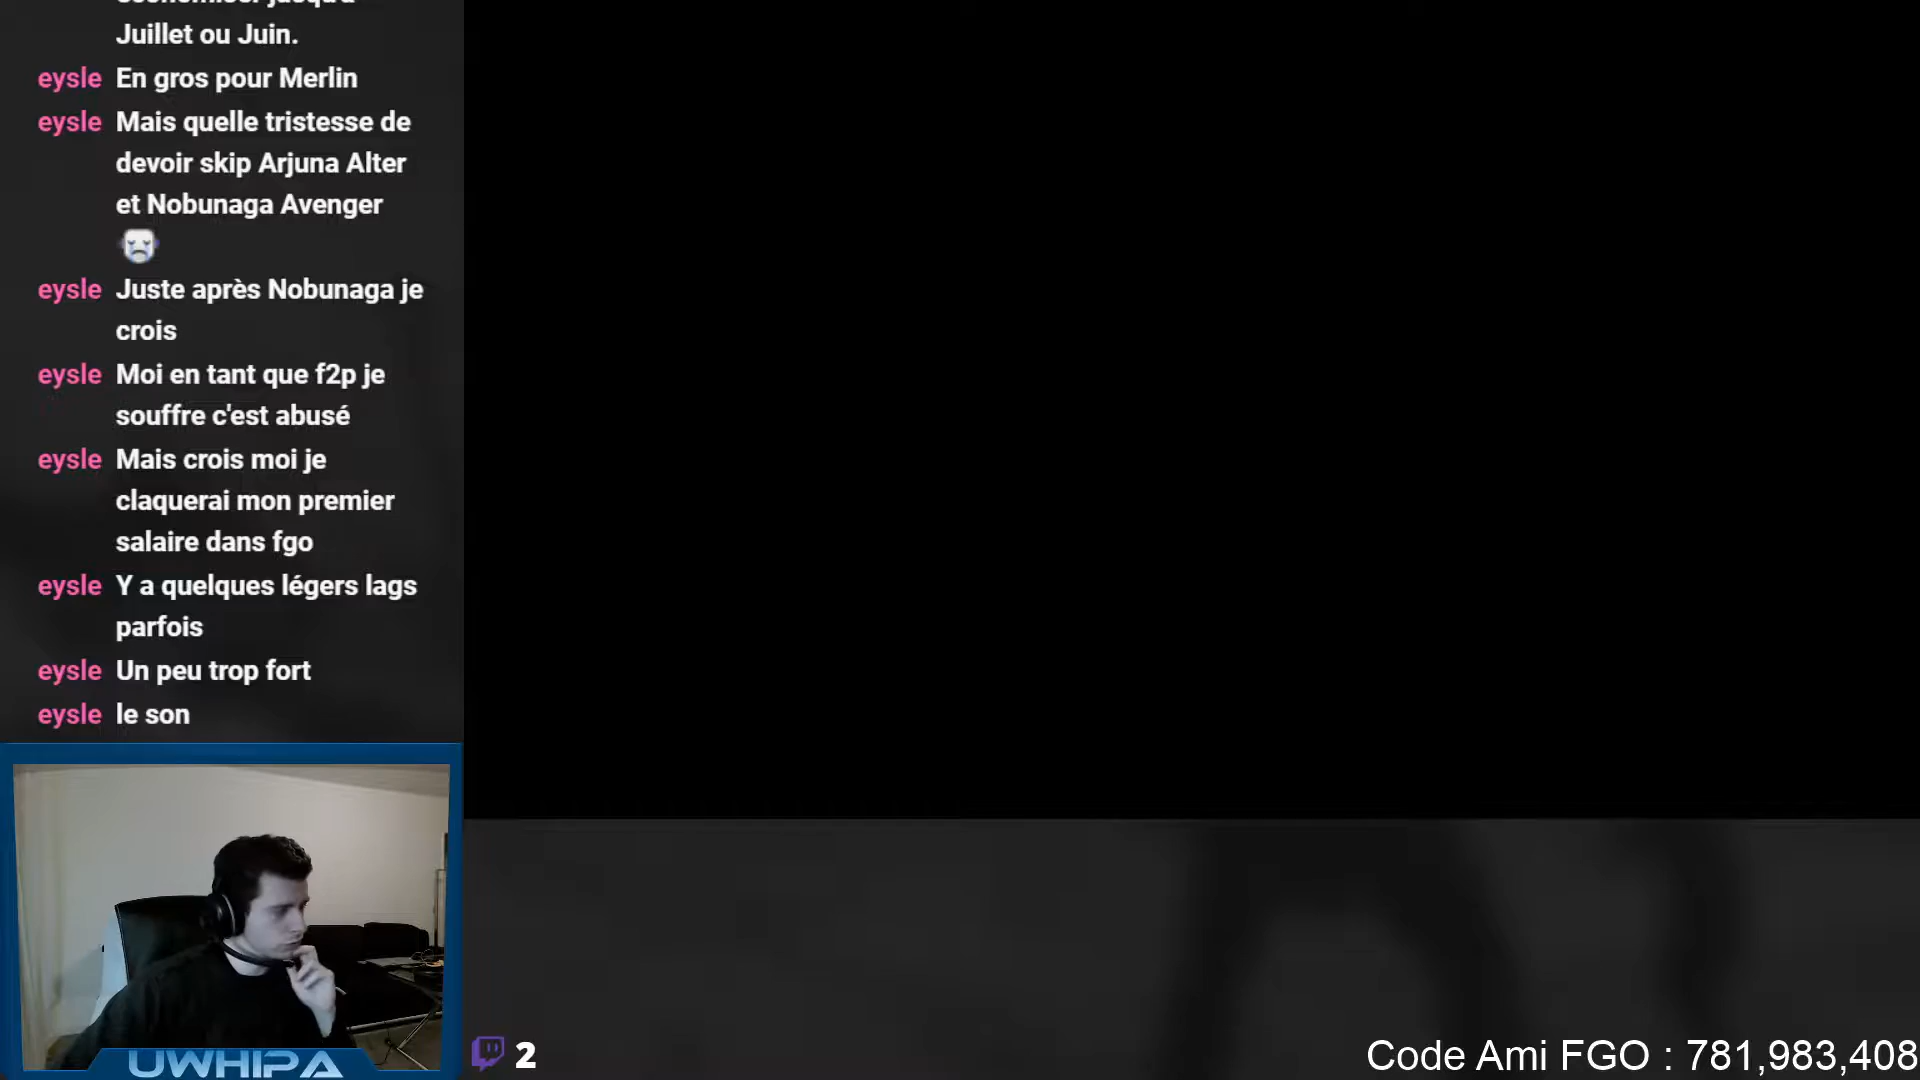 Juillet ou Juin.
eysle En gros pour Merlin
eysle Mais quelle tristesse de
devoir skip Arjuna Alter
et Nobunaga Avenger
eysle Juste après Nobunaga je
crois
eysle Moi en tant que f2p je
souffre c'est abusé
eysle Mais crois moi je
claquerai mon premier
salaire dans fgo
eysle Y a quelques légers lags
parfois
eysle Un peu trop fort
eysle le son
UWHIPA
2
Code Ami FGO : 781,983,408